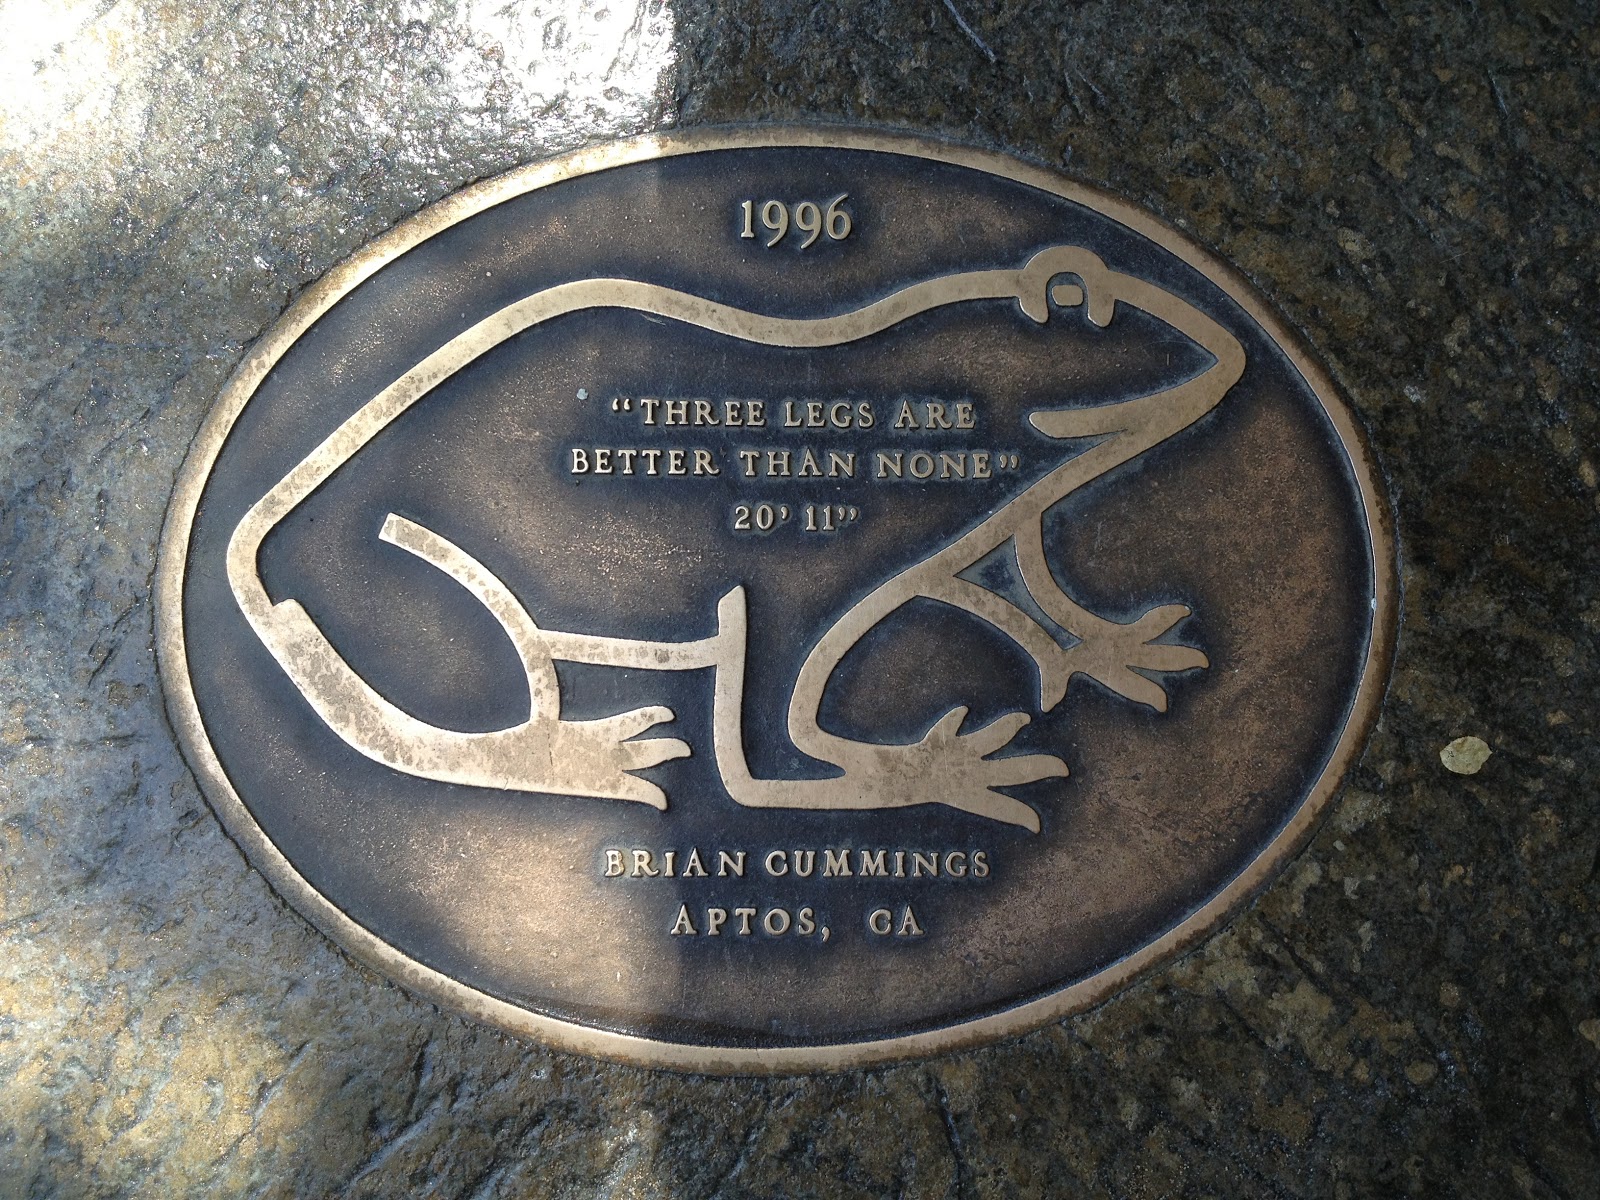 1996
“THREE LEGS ARE
BETTER THAN NONE”
20' 11”
BRIAN CUMMINGS
APTOS, CA